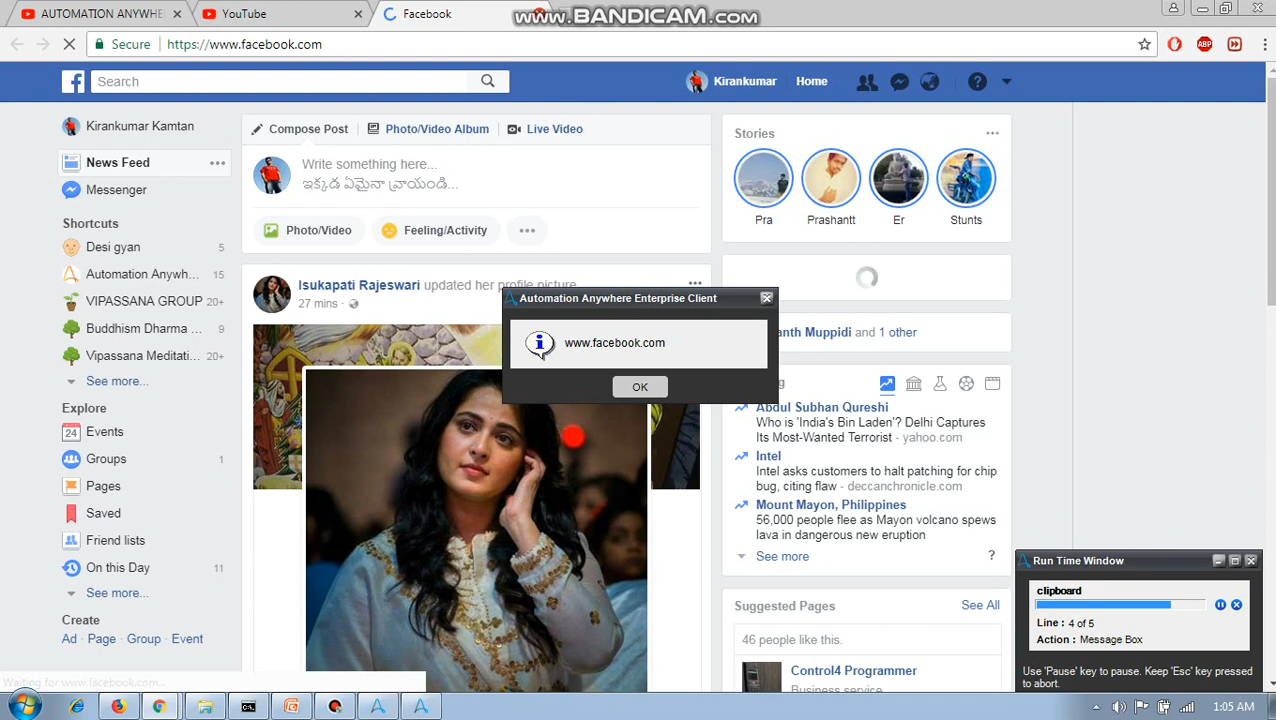 AUTOMATION ANYWHE
YouTube
Facebook
www.BANDICAM.com
Secure
https://www.facebook.com
ABP
Search
Kirankumar
Home
Kirankumar Kamtan
News Feed
Messenger
Shortcuts
Desi gyan 5
Automation Anywh... 15
VIPASSANA GROUP 20+
Buddhism Dharma ... 9
Vipassana Meditati... 20+
See more...
Explore
24 Events
Groups 1
Pages
Saved
Friend lists
On this Day 11
See more...
Create
Ad · Page · Group · Event
Waiting for www.facebook.com...
Compose Post
Photo/Video Album
Live Video
Write something here...
ఇక్కడ ఏమైనా వ్రాయండి...
Photo/Video
Feeling/Activity
Isukapati Rajeswari updated her profile picture.
27 mins ·
Automation Anywhere Enterprise Client
www.facebook.com
OK
Stories
Pra
Prashantt
Er
Stunts
Muppidi and 1 other
Abdul Subhan Qureshi
Who is 'India's Bin Laden'? Delhi Captures
Its Most-Wanted Terrorist - yahoo.com
Intel
Intel asks customers to halt patching for chip
bug, citing flaw - deccanchronicle.com
Mount Mayon, Philippines
56,000 people flee as Mayon volcano spews
lava in dangerous new eruption
See more
?
Suggested Pages
See All
46 people like this.
Control4 Programmer
Business service
Run Time Window
clipboard
Line : 4 of 5
Action : Message Box
Use 'Pause' key to pause. Keep 'Esc' key pressed
to abort.
1:05 AM